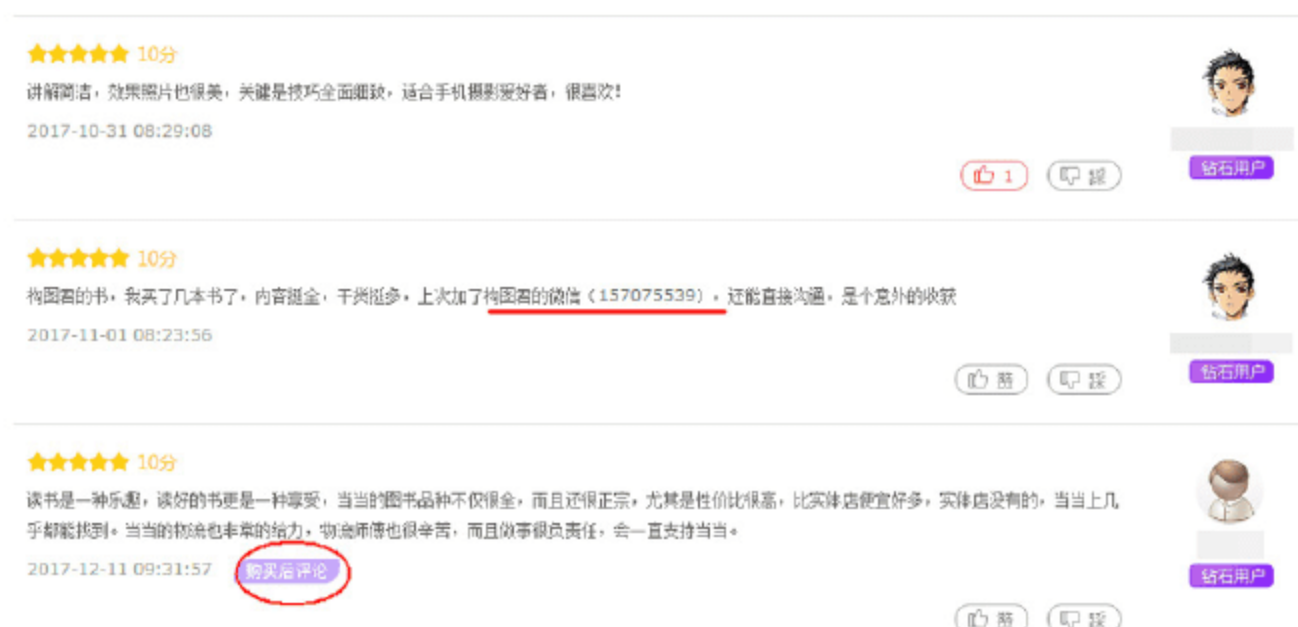 10分
讲解简洁，效果照片也很美，关键是技巧全面细致，适合手机摄影爱好者，很喜欢！
2017-10-31 08:29:08
1 踩
钻石用户
10分
构图君的书，我买了几本书了，内容挺全，干货挺多，上次加了构图君的微信（157075539），还能直接沟通，是个意外的收获
2017-11-01 08:23:56
赞 踩
钻石用户
10分
读书是一种乐趣，读好的书更是一种享受，当当的图书品种不仅很全，而且还很正宗，尤其是性价比很高，比实体店便宜好多，实体店没有的，当当上几
乎都能找到。当当的物流也非常的给力，物流师傅也很辛苦，而且做事很负责任，会一直支持当当。
2017-12-11 09:31:57 购买后评论
钻石用户
赞 踩